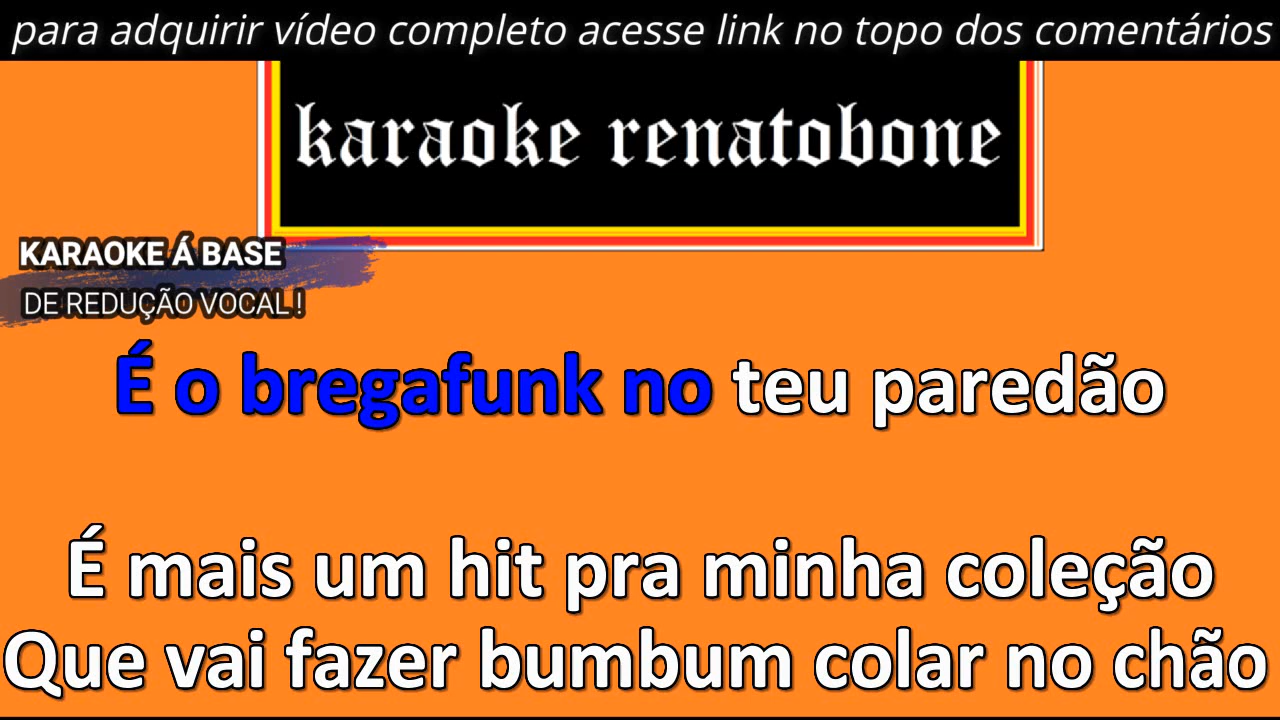 para adquirir vídeo completo acesse link no topo dos comentários
karaoke renatobone
KARAOKE Á BASE
DE REDUÇÃO VOCAL !
É o bregafunk no teu paredão
É mais um hit pra minha coleção
Que vai fazer bumbum colar no chão